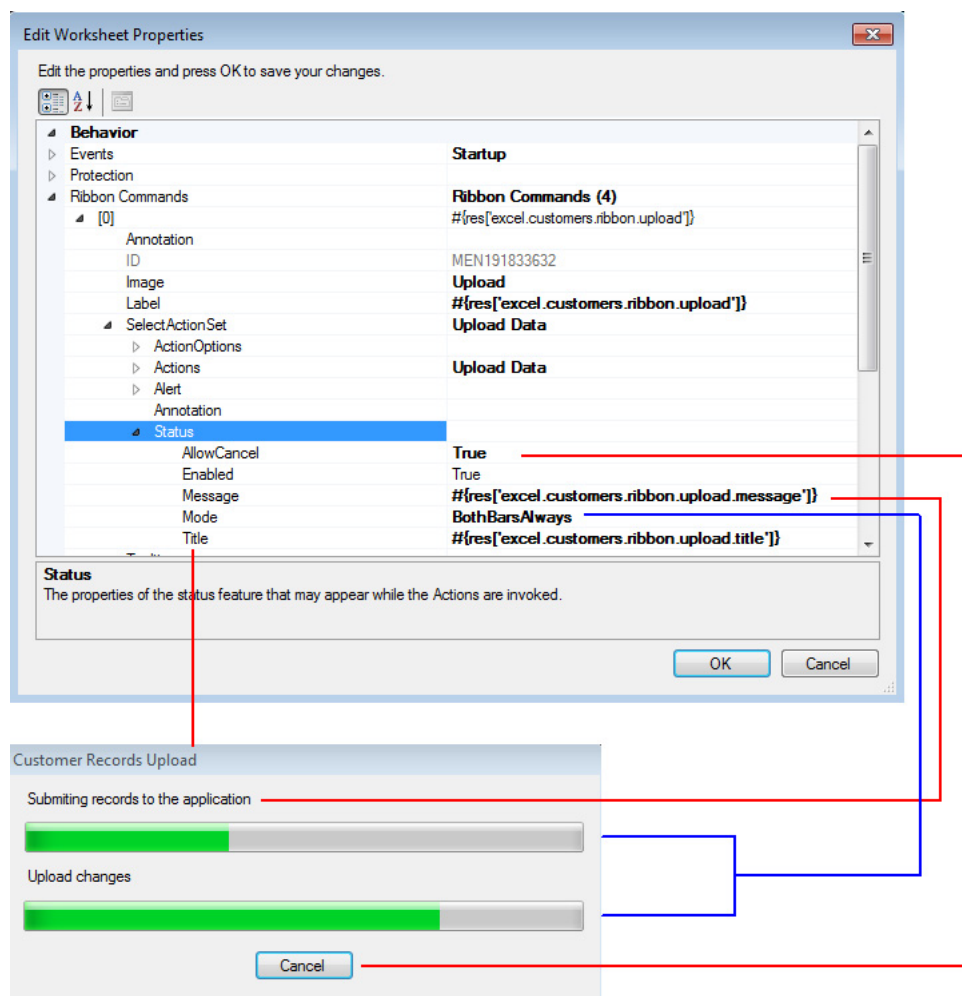 Edit Worksheet Properties
Edit the properties and press OK to save your changes.
Behavior
Events Startup
Protection
Ribbon Commands Ribbon Commands (4)
[0] #{res['excel.customers.ribbon.upload']}
Annotation
ID MEN191833632
Image Upload
Label #{res['excel.customers.ribbon.upload']}
SelectActionSet Upload Data
ActionOptions
Actions Upload Data
Alert
Annotation
Status
AllowCancel True
Enabled True
Message #{res['excel.customers.ribbon.upload.message']}
Mode BothBarsAlways
Title #{res['excel.customers.ribbon.upload.title']}
Status
The properties of the status feature that may appear while the Actions are invoked.
OK Cancel
Customer Records Upload
Submiting records to the application
Upload changes
Cancel